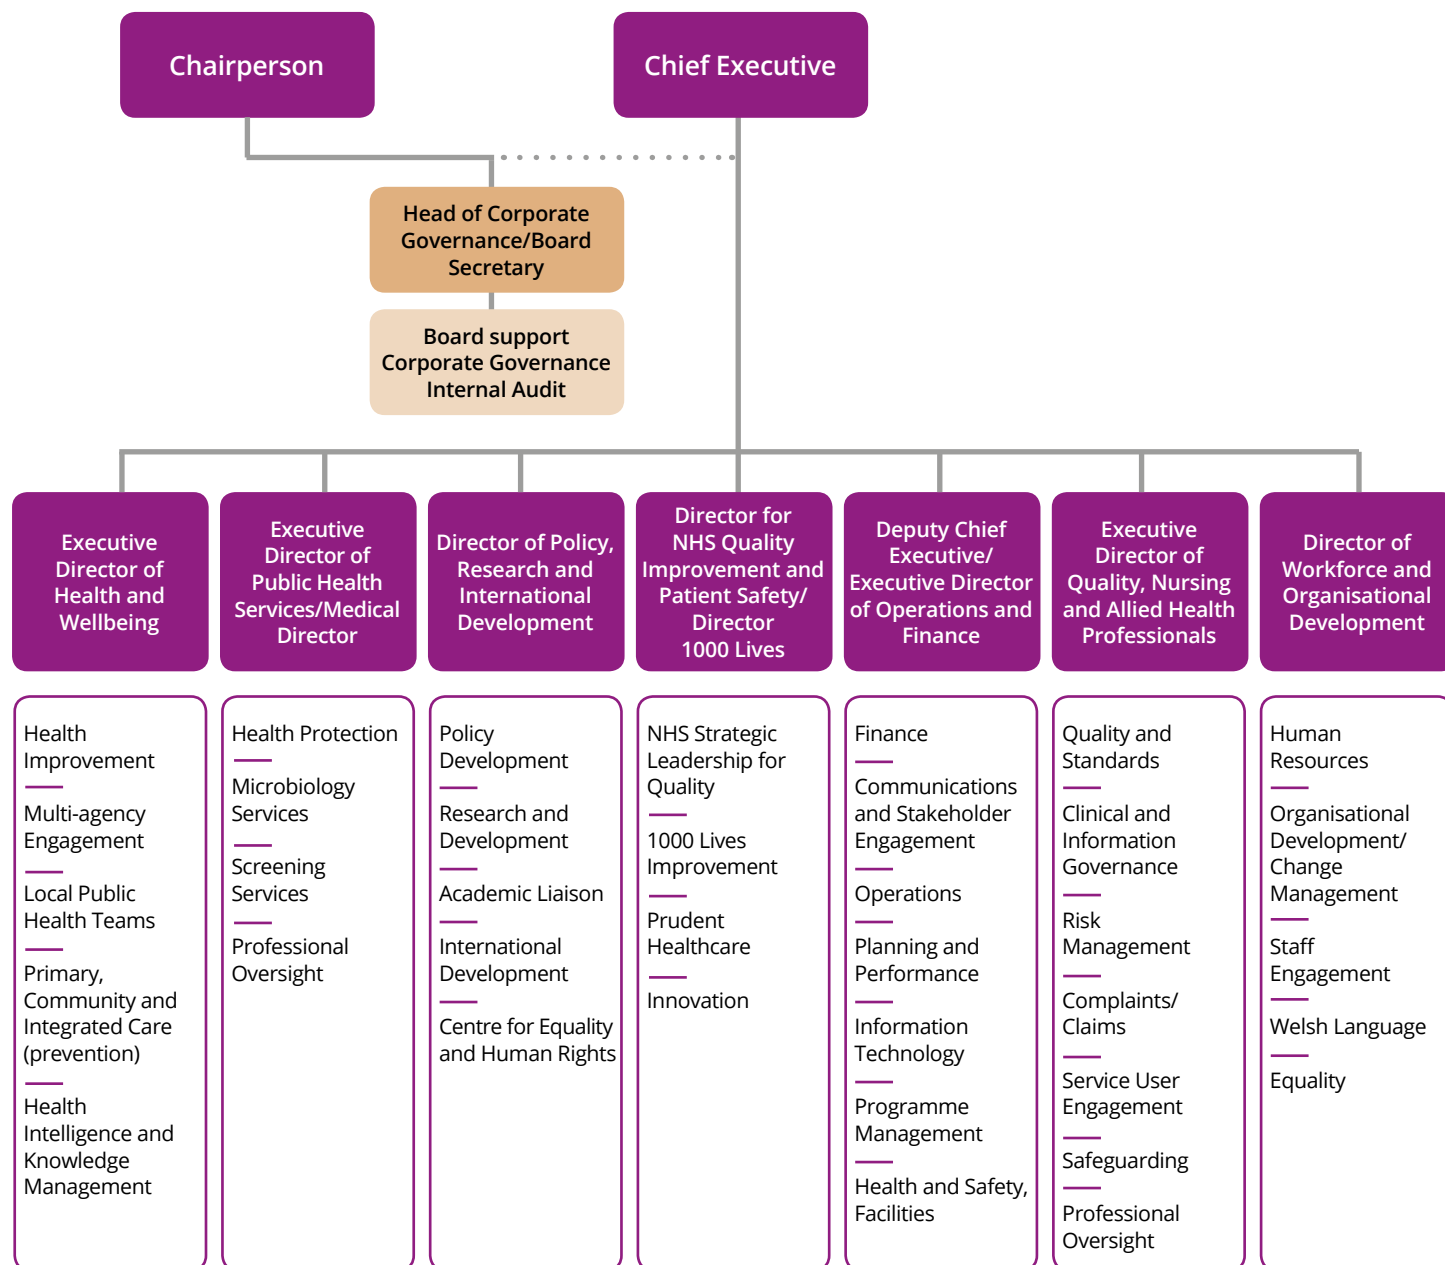 Chairperson
Chief Executive
Head of Corporate
Governance/Board
Secretary
Board support
Corporate Governance
Internal Audit
Executive
Director of
Health and
Wellbeing
Executive
Director of
Public Health
Services/Medical
Director
Director of Policy,
Research and
International
Development
Director for
NHS Quality
Improvement and
Patient Safety/
Director
1000 Lives
Deputy Chief
Executive/
Executive Director
of Operations and
Finance
Executive
Director of
Quality, Nursing
and Allied Health
Professionals
Director of
Workforce and
Organisational
Development
Health
Improvement
Multi-agency
Engagement
Local Public
Health Teams
Primary,
Community and
Integrated Care
(prevention)
Health
Intelligence and
Knowledge
Management
Health Protection
Microbiology
Services
Screening
Services
Professional
Oversight
Policy
Development
Research and
Development
Academic Liaison
International
Development
Centre for Equality
and Human Rights
NHS Strategic
Leadership for
Quality
1000 Lives
Improvement
Prudent
Healthcare
Innovation
Finance
Communications
and Stakeholder
Engagement
Operations
Planning and
Performance
Information
Technology
Programme
Management
Health and Safety,
Facilities
Quality and
Standards
Clinical and
Information
Governance
Risk
Management
Complaints/
Claims
Service User
Engagement
Safeguarding
Professional
Oversight
Human
Resources
Organisational
Development/
Change
Management
Staff
Engagement
Welsh Language
Equality